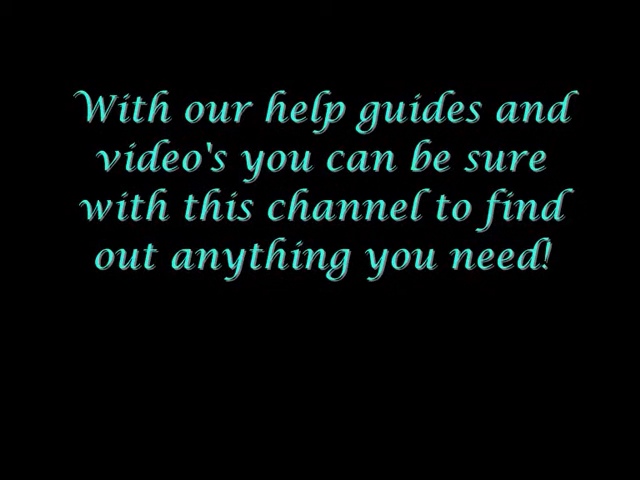 With our help guides and
video's you can be sure
with this channel to find
out anything you need!